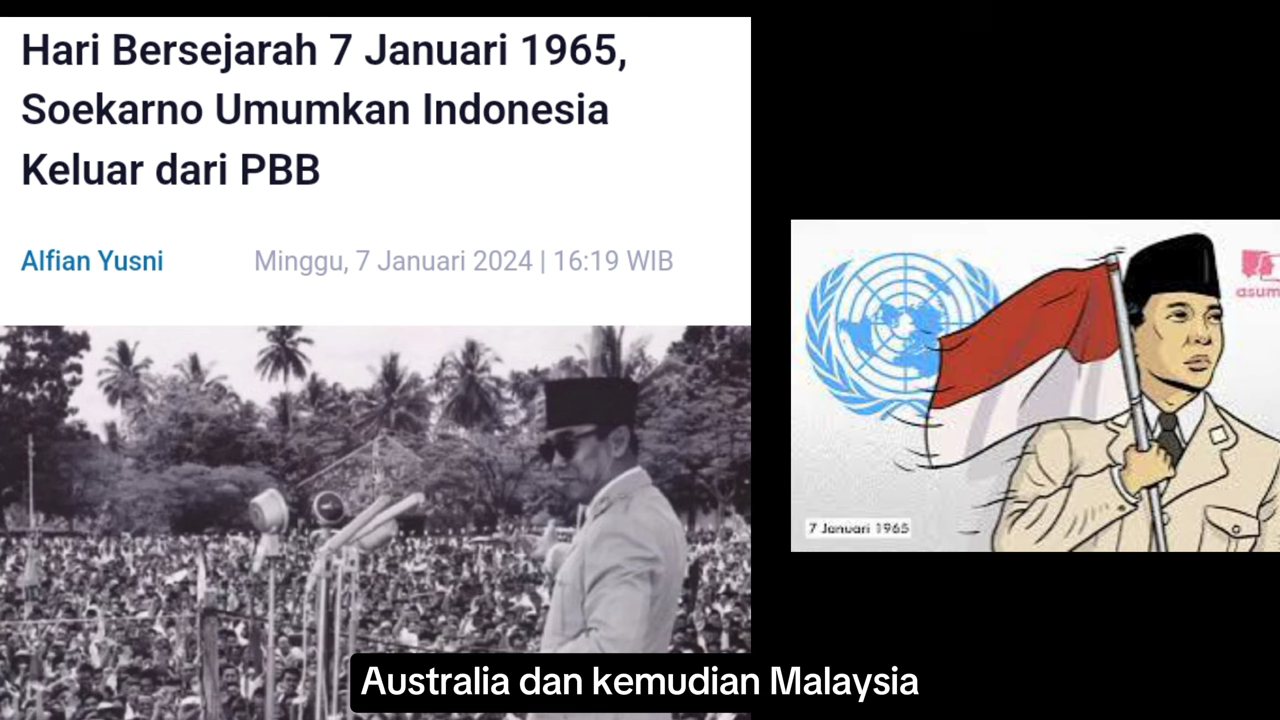 Hari Bersejarah 7 Januari 1965,
Soekarno Umumkan Indonesia
Keluar dari PBB
Alfian Yusni
Minggu, 7 Januari 2024 | 16:19 WIB
asum
7 Januari 1965
Australia dan kemudian Malaysia